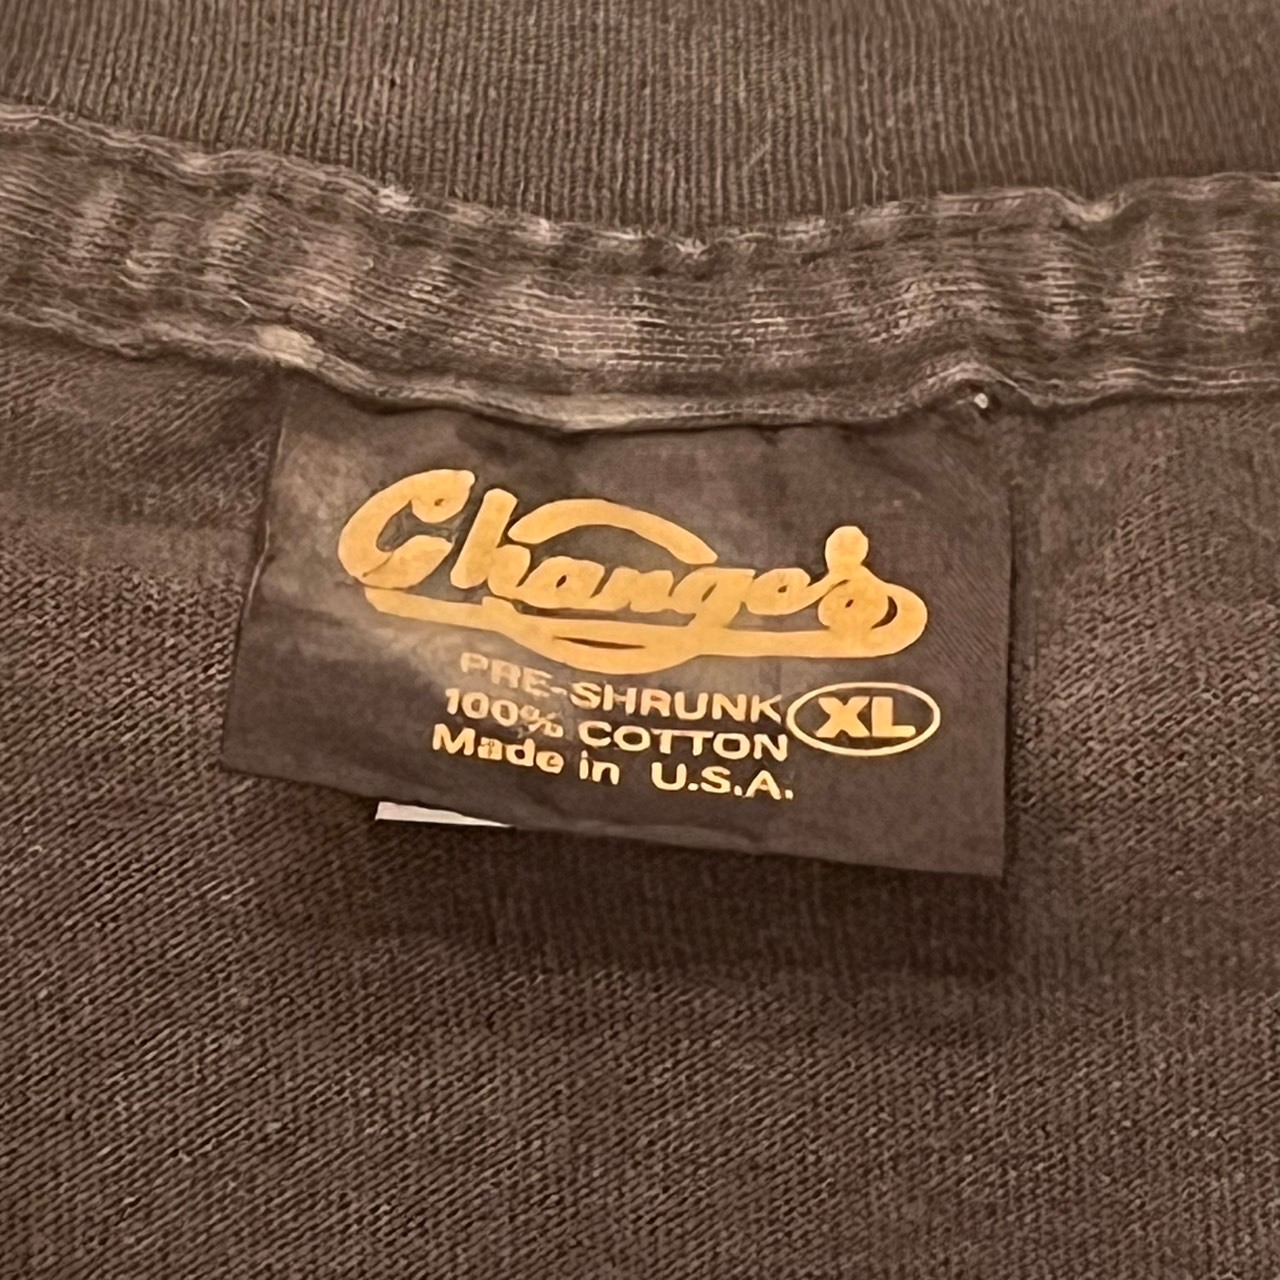 Changes
PRE-SHRUNK
100% COTTON
Made in U.S.A.
XL